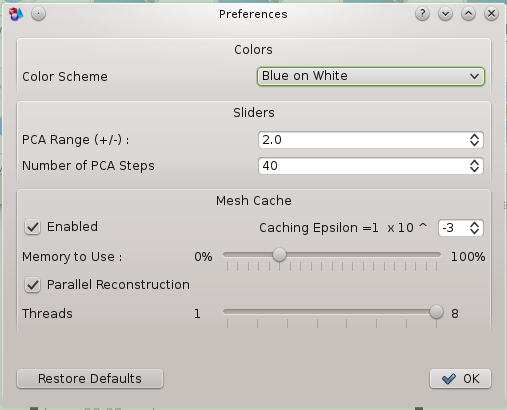 Preferences
Colors
Color Scheme Blue on White
Sliders
PCA Range (+/-) : 2.0
Number of PCA Steps 40
Mesh Cache
Enabled Caching Epsilon =1 x 10 ^ -3
Memory to Use : 0% 100%
Parallel Reconstruction
Threads 1 8
Restore Defaults OK